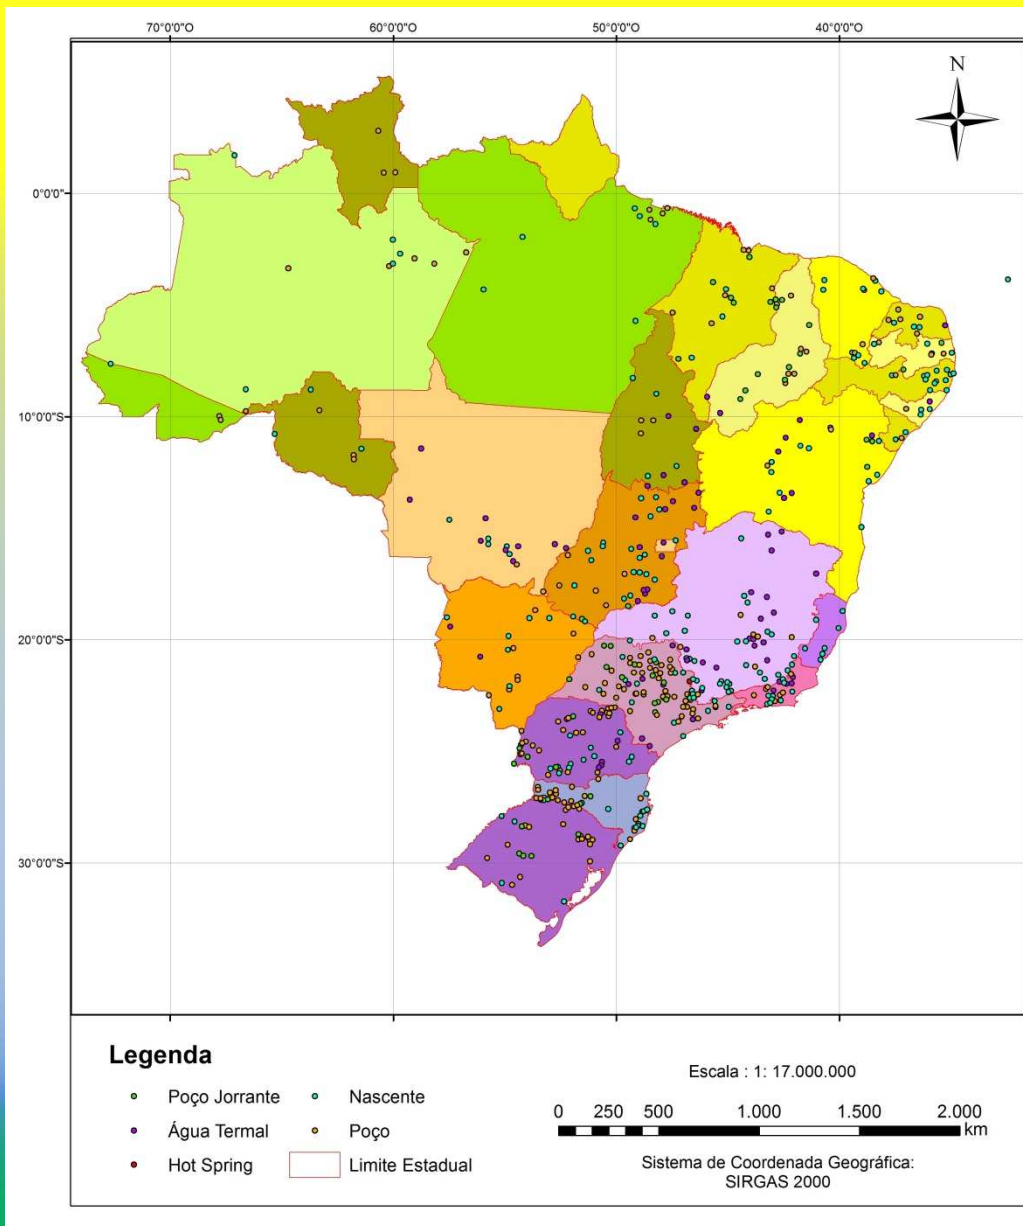 70°0'0"O 60°0'0"O 50°0'0"O 40°0'0"O
N
0°0'0"
10°0'0"S
20°0'0"S
30°0'0"S
Legenda
Poço Jorrante Nascente
Água Termal Poço
Hot Spring Limite Estadual
Escala : 1: 17.000.000
0 250 500 1.000 1.500 2.000
km
Sistema de Coordenada Geográfica:
SIRGAS 2000